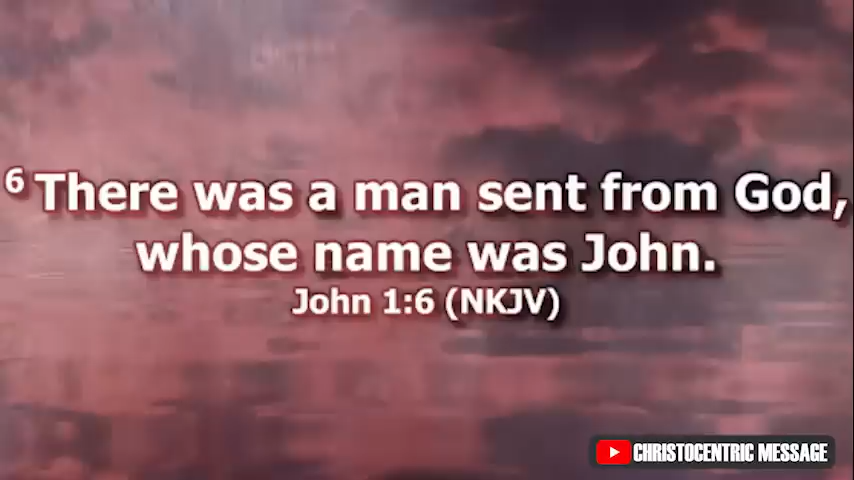 6 There was a man sent from God,
whose name was John.
John 1:6 (NKJV)
CHRISTOCENTRIC MESSAGE